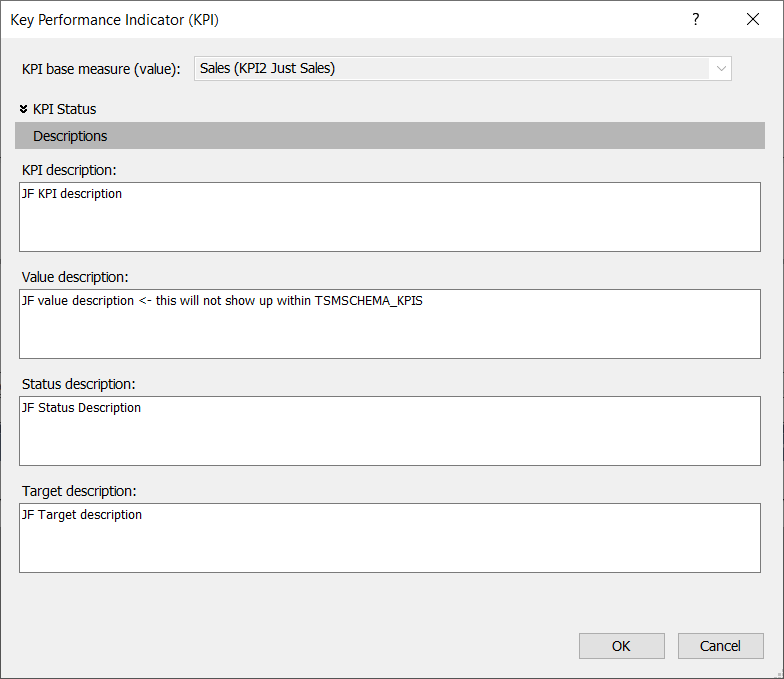 Key Performance Indicator (KPI)
?
KPI base measure (value): Sales (KPI2 Just Sales)
KPI Status
Descriptions
KPI description:
JF KPI description
Value description:
JF value description <- this will not show up within TSMSCHEMA_KPIS
Status description:
JF Status Description
Target description:
JF Target description
OK Cancel